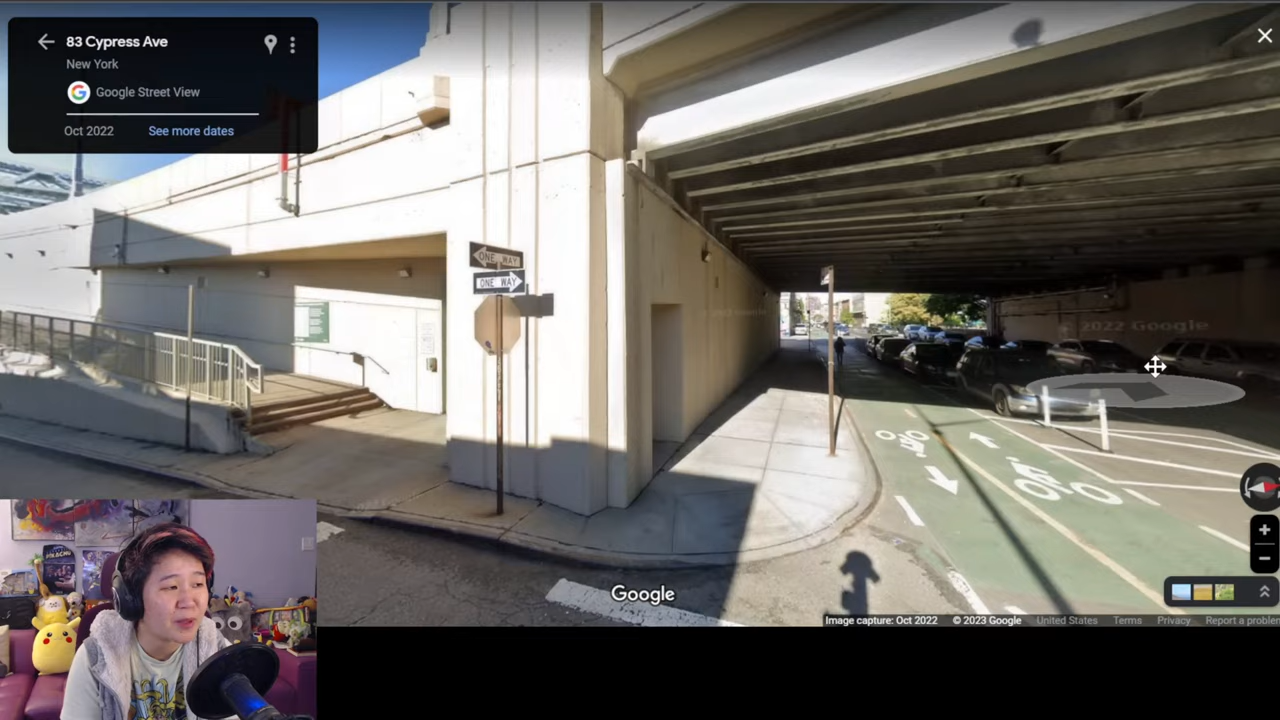 83 Cypress Ave
New York
Google Street View
Oct 2022
See more dates
ONE WAY
ONE WAY
© 2022 Google
PIKACHU
Google
Image capture: Oct 2022 © 2023 Google United States Terms Privacy Report a problem